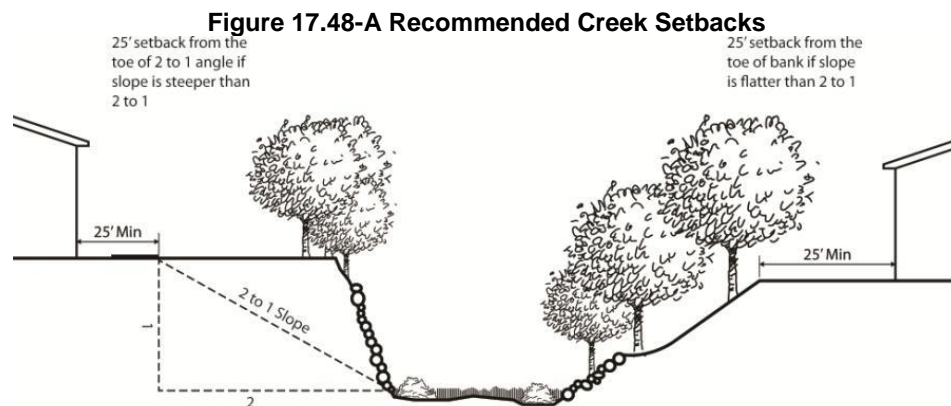 Figure 17.48-A Recommended Creek Setbacks
25' setback from the
toe of 2 to 1 angle if
slope is steeper than
2 to 1
25' setback from the
toe of bank if slope
is flatter than 2 to 1
25' Min
25' Min
2 to 1 Slope
1
2